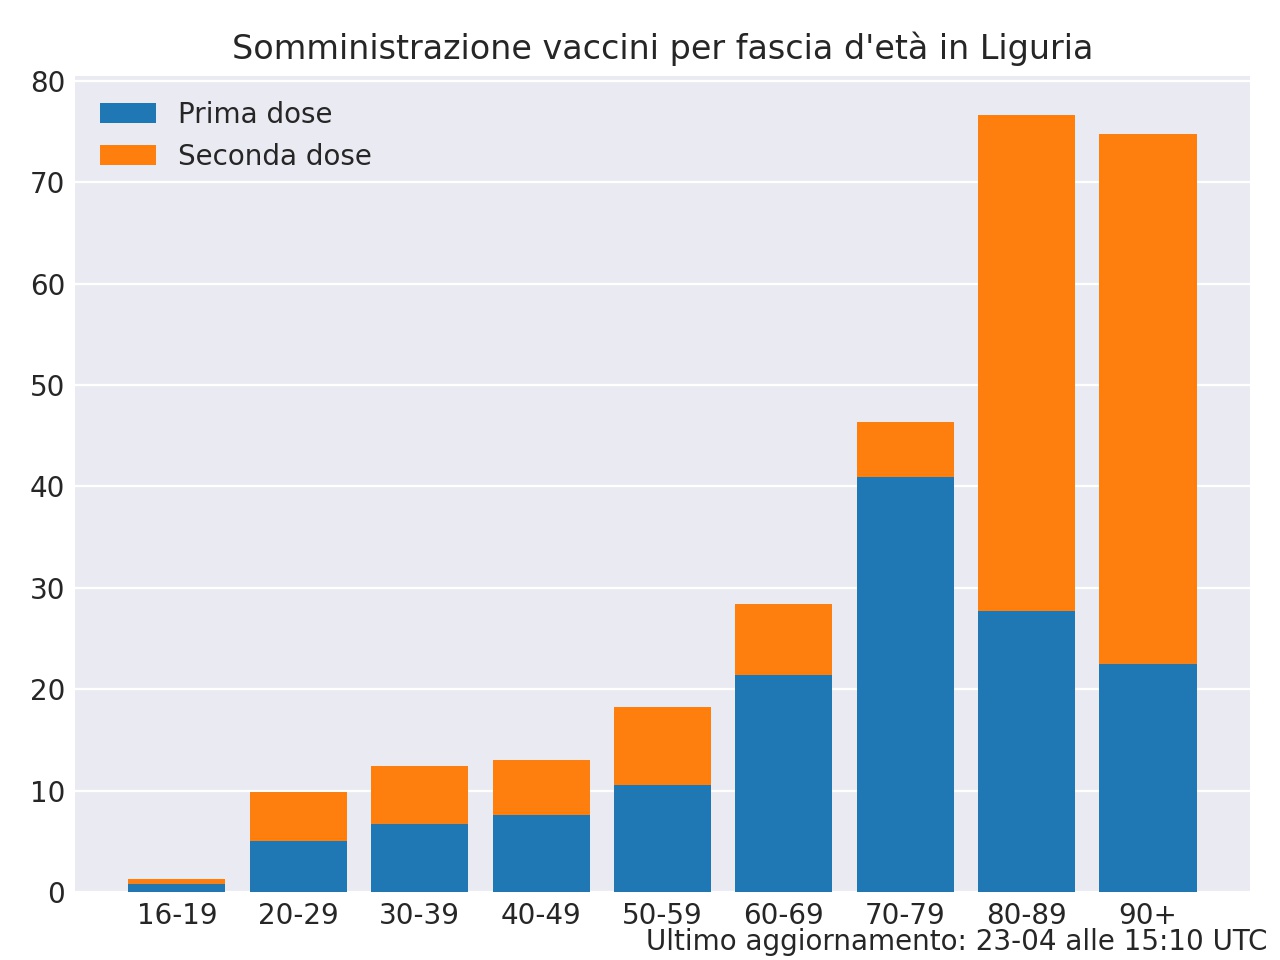 Somministrazione vaccini per fascia d'età in Liguria
80
Prima dose
Seconda dose
70
60
50
40
30
20
10
0
16-19 20-29 30-39 40-49 50-59 60-69 70-79 80-89 90+
Ultimo aggiornamento: 23-04 alle 15:10 UTC